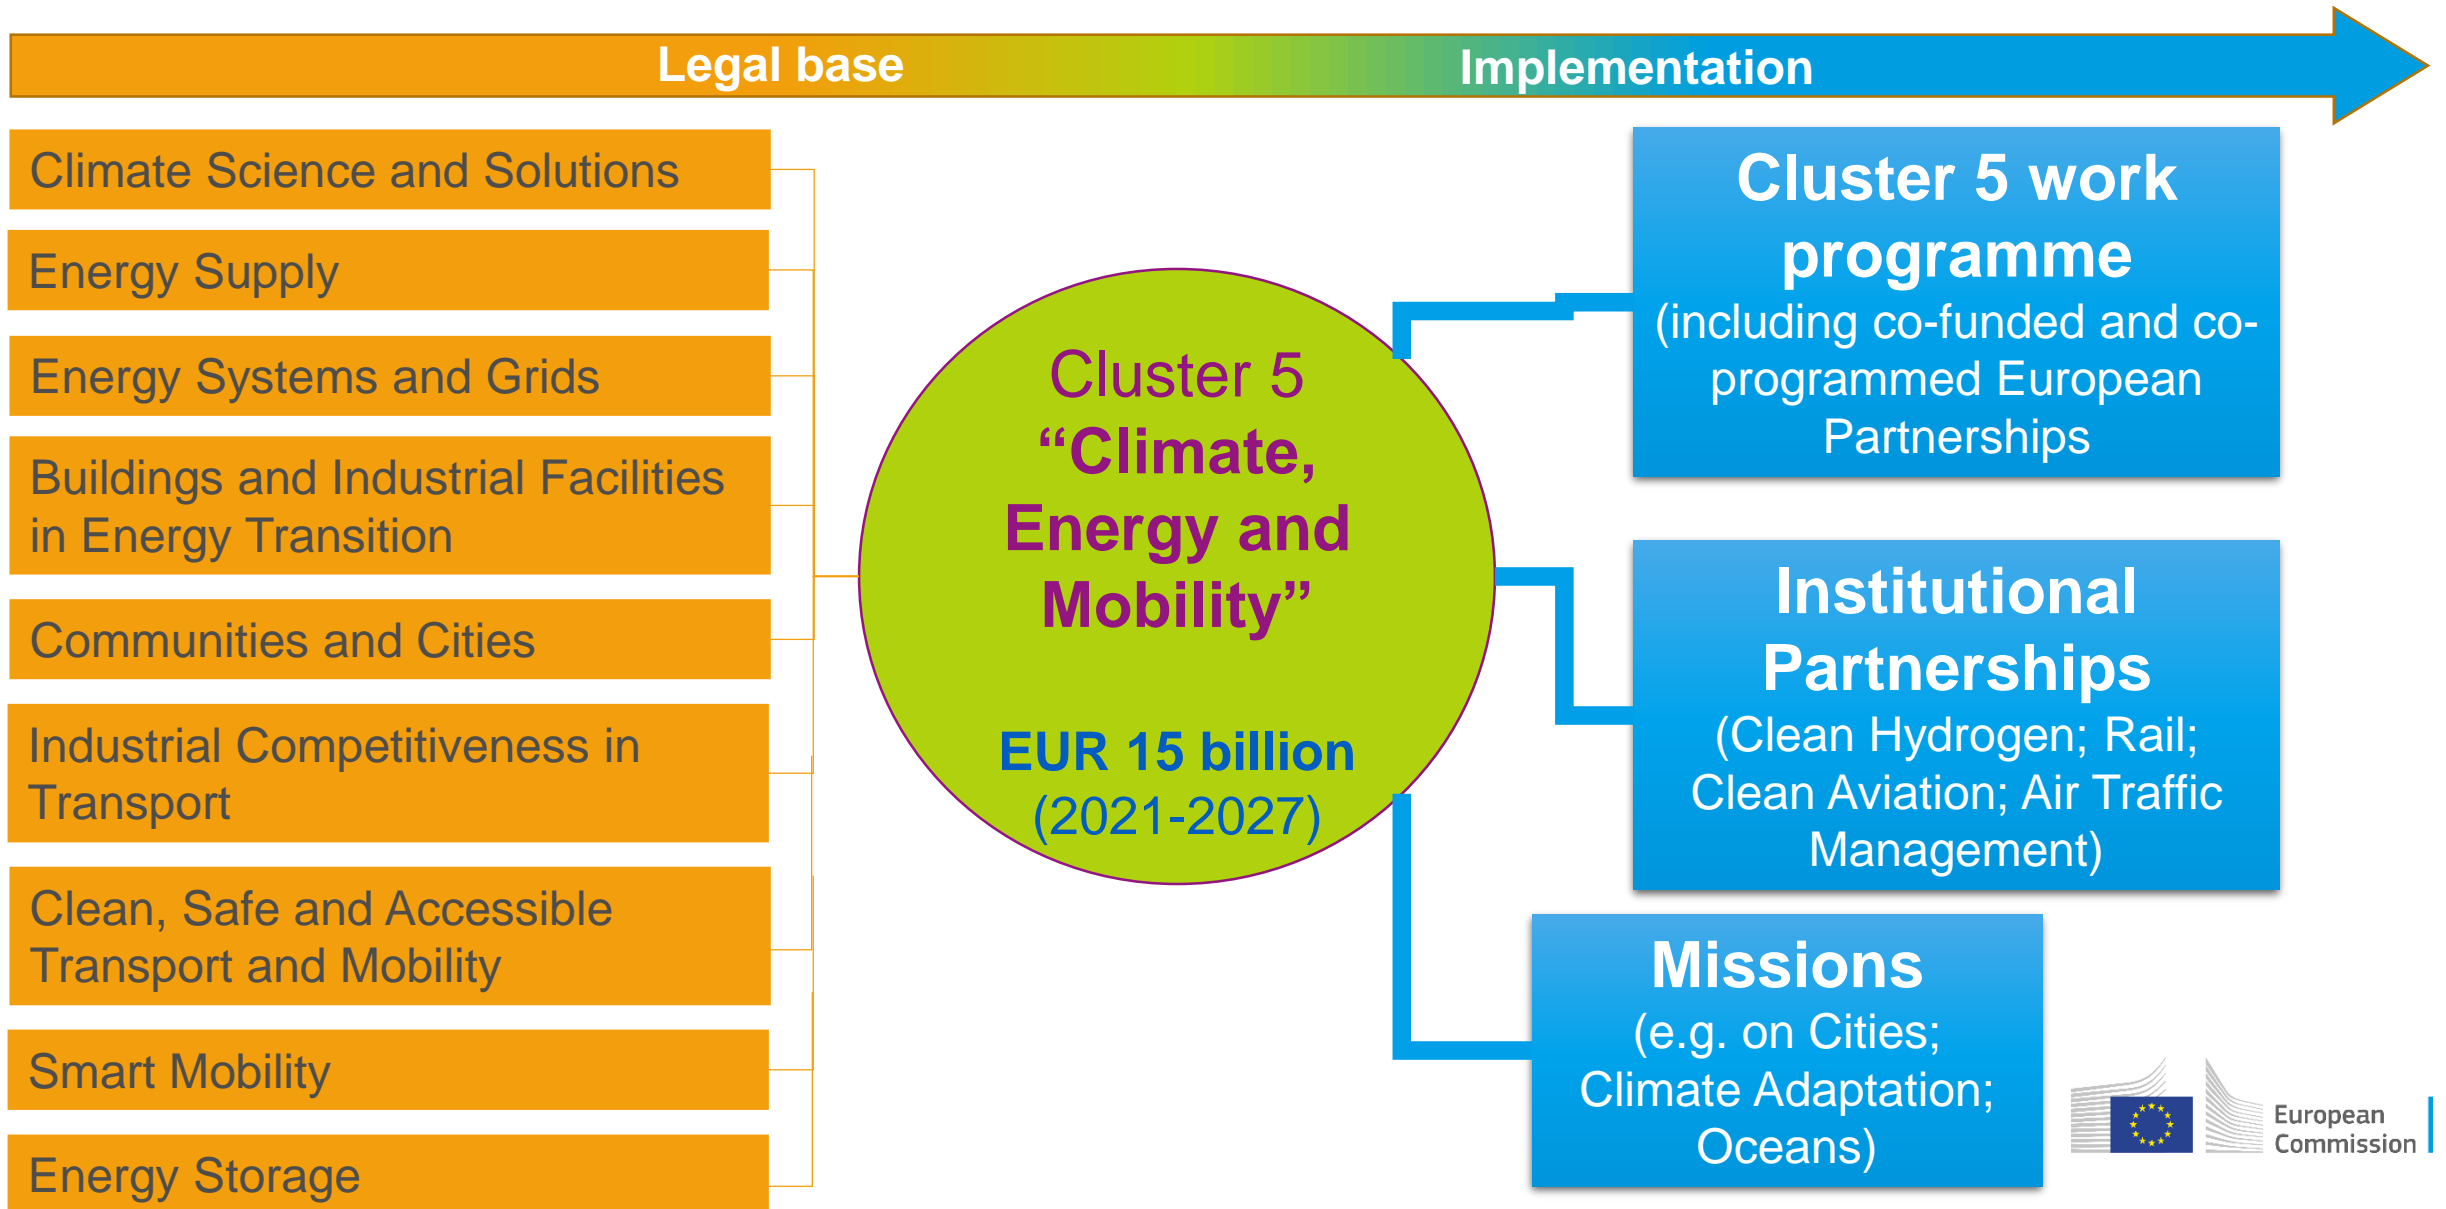 Legal base
Implementation
Climate Science and Solutions
Energy Supply
Energy Systems and Grids
Buildings and Industrial Facilities
in Energy Transition
Communities and Cities
Industrial Competitiveness in
Transport
Clean, Safe and Accessible
Transport and Mobility
Smart Mobility
Energy Storage
Cluster 5
“Climate,
Energy and
Mobility”
EUR 15 billion
(2021-2027)
Cluster 5 work
programme
(including co-funded and co-
programmed European
Partnerships
Institutional
Partnerships
(Clean Hydrogen; Rail;
Clean Aviation; Air Traffic
Management)
Missions
(e.g. on Cities;
Climate Adaptation;
Oceans)
European
Commission